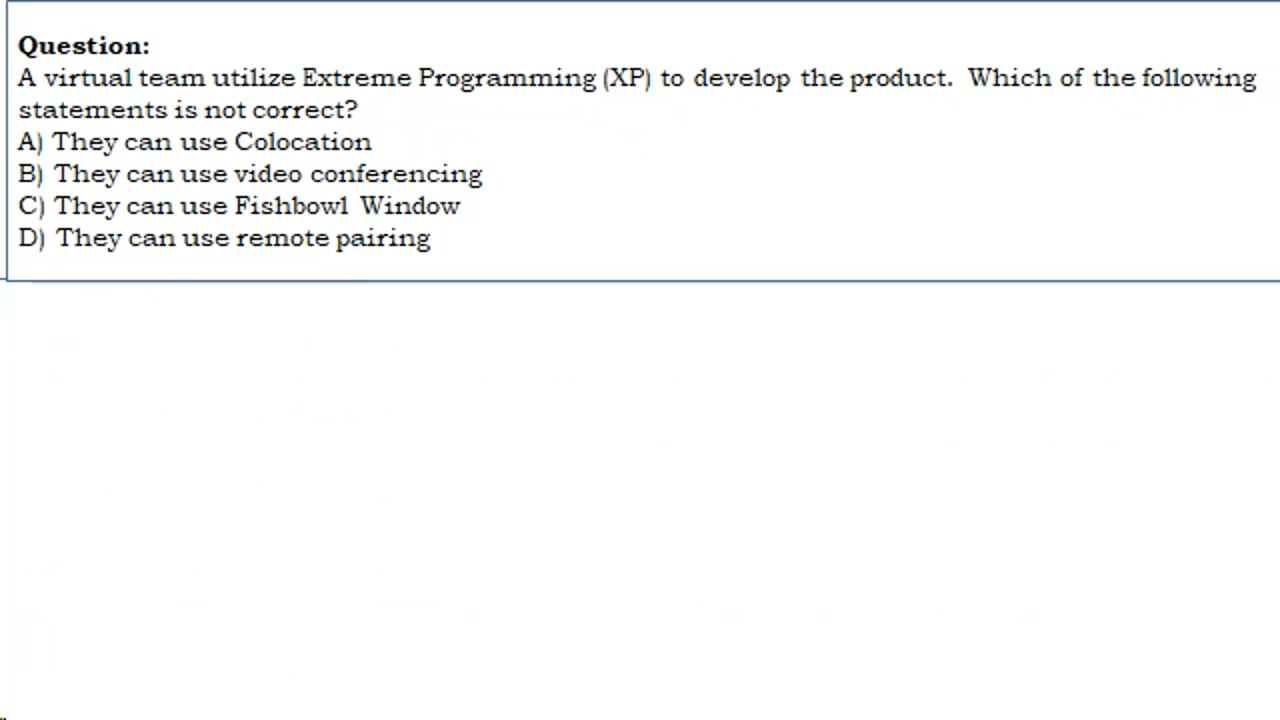 Question:
A virtual team utilize Extreme Programming (XP) to develop the product. Which of the following
statements is not correct?
A) They can use Colocation
B) They can use video conferencing
C) They can use Fishbowl Window
D) They can use remote pairing